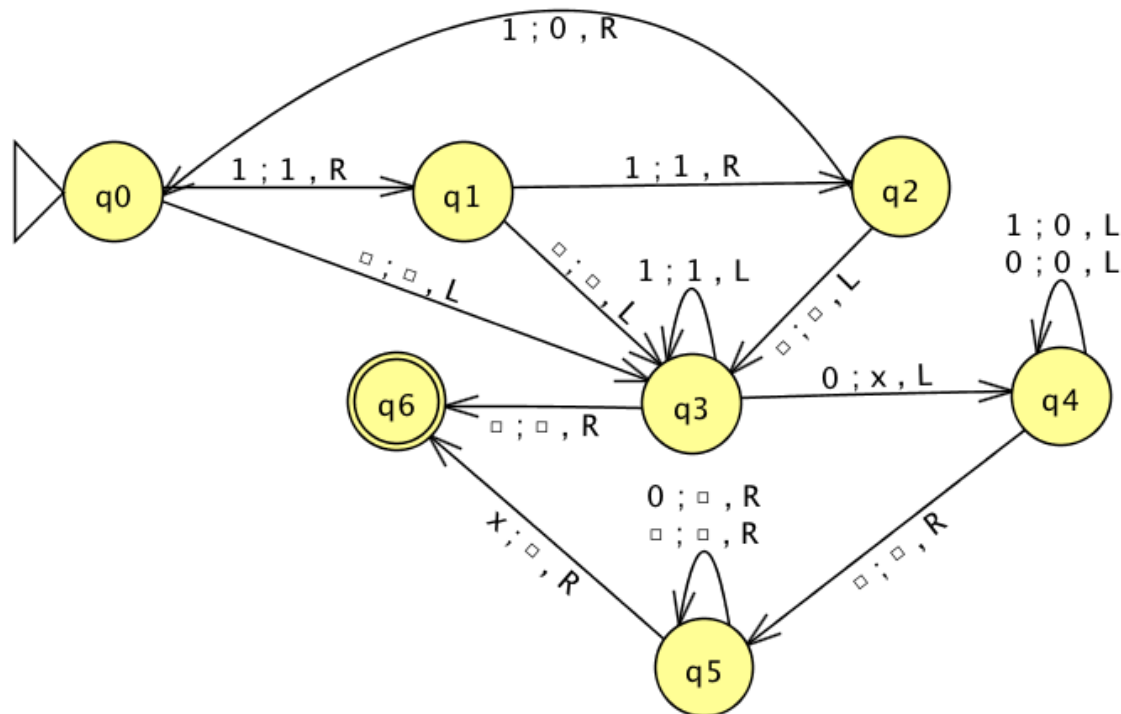 1 ; 0 , R
q0
1 ; 1 , R
q1
1 ; 1 , R
q2
□ ; □ , L
□ ; □ , L
1 ; 1 , L
□ ; □ , L
1 ; 0 , L
0 ; 0 , L
q6
□ ; □ , R
q3
0 ; x , L
q4
x ; □ , R
0 ; □ , R
□ ; □ , R
□ ; □ , R
q5